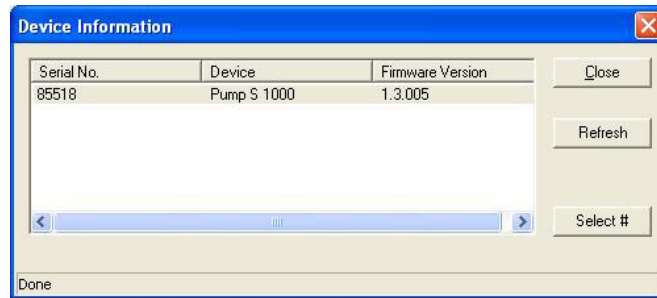 Device Information
Serial No. Device Firmware Version
85518 Pump S 1000 1.3.005
Close
Refresh
Select #
Done